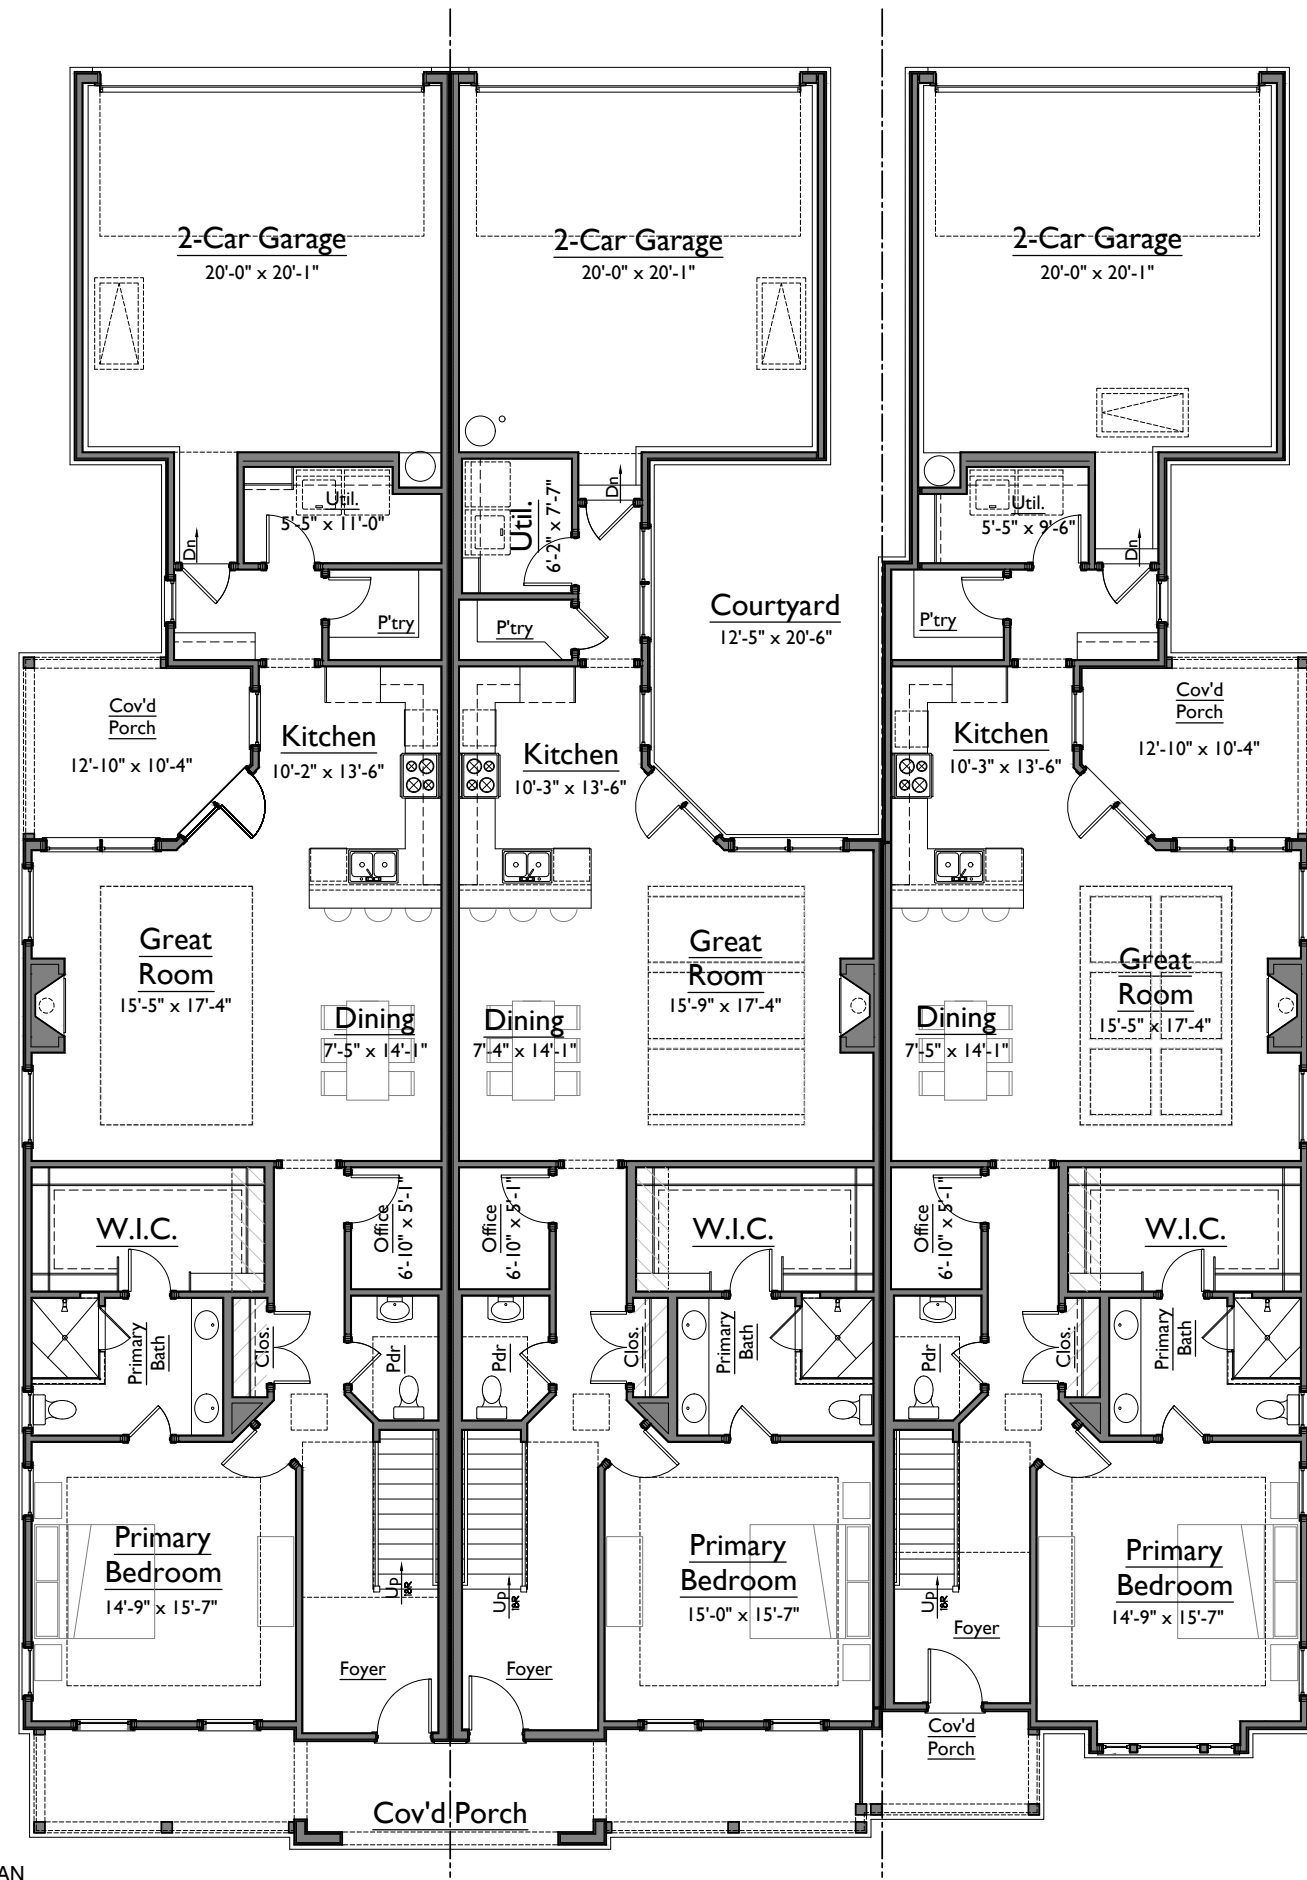 2-Car Garage
20'-0" x 20'-1"
2-Car Garage
20'-0" x 20'-1"
2-Car Garage
20'-0" x 20'-1"
Util.
5'-5" x 11'-0"
Dn
Util.
6'-2" x 7'-7"
Dn
Util.
5'-5" x 9'-6"
Dn
P'try
P'try
Courtyard
12'-5" x 20'-6"
P'try
Cov'd
Porch
12'-10" x 10'-4"
Kitchen
10'-2" x 13'-6"
Kitchen
10'-3" x 13'-6"
Kitchen
10'-3" x 13'-6"
Cov'd
Porch
12'-10" x 10'-4"
Great
Room
15'-5" x 17'-4"
Dining
7'-5" x 14'-1"
Dining
7'-4" x 14'-1"
Great
Room
15'-9" x 17'-4"
Dining
7'-5" x 14'-1"
Great
Room
15'-5" x 17'-4"
W.I.C.
Office
6'-10" x 5'-1"
Office
6'-10" x 5'-1"
W.I.C.
Office
6'-10" x 5'-1"
W.I.C.
Primary
Bath
Clos.
Pdr
Pdr
Clos.
Primary
Bath
Pdr
Clos.
Primary
Bath
Primary
Bedroom
14'-9" x 15'-7"
Up
18R
Up
18R
Primary
Bedroom
15'-0" x 15'-7"
Up
18R
Primary
Bedroom
14'-9" x 15'-7"
Foyer
Foyer
Foyer
Cov'd
Porch
Cov'd Porch
AN